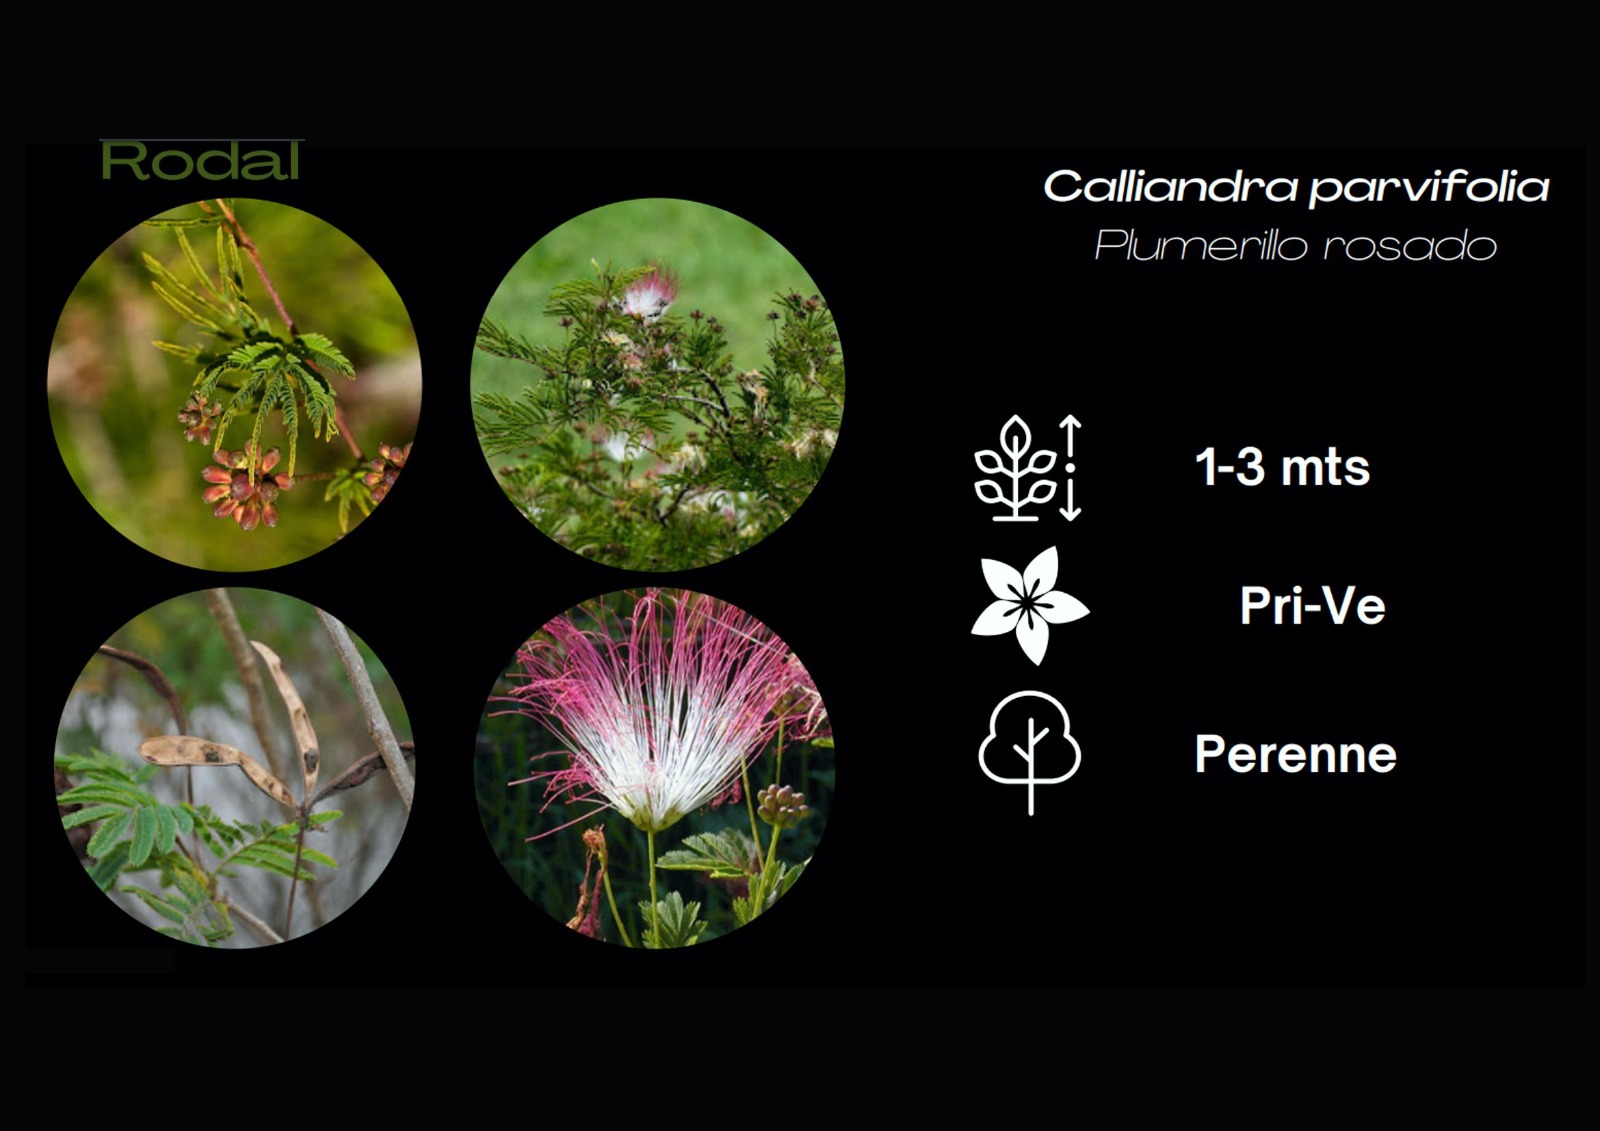 Rodal
Calliandra parvifolia
Plumerillo rosado
1-3 mts
Pri-Ve
Perenne